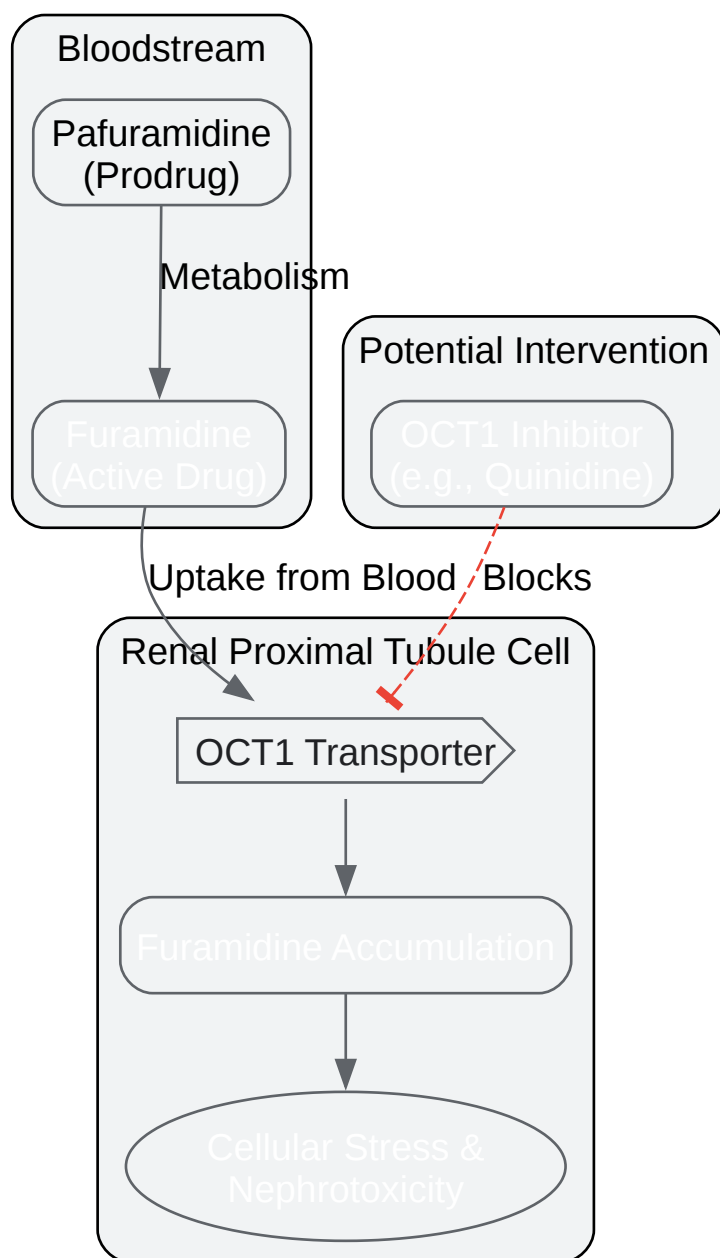 Bloodstream
Pafuramidine
(Prodrug)
Metabolism
Potential Intervention
Furamidine
(Active Drug)
OCT1 Inhibitor
(e.g., Quinidine)
Uptake from Blood
Blocks
Renal Proximal Tubule Cell
OCT1 Transporter
Furamidine Accumulation
Cellular Stress &
Nephrotoxicity